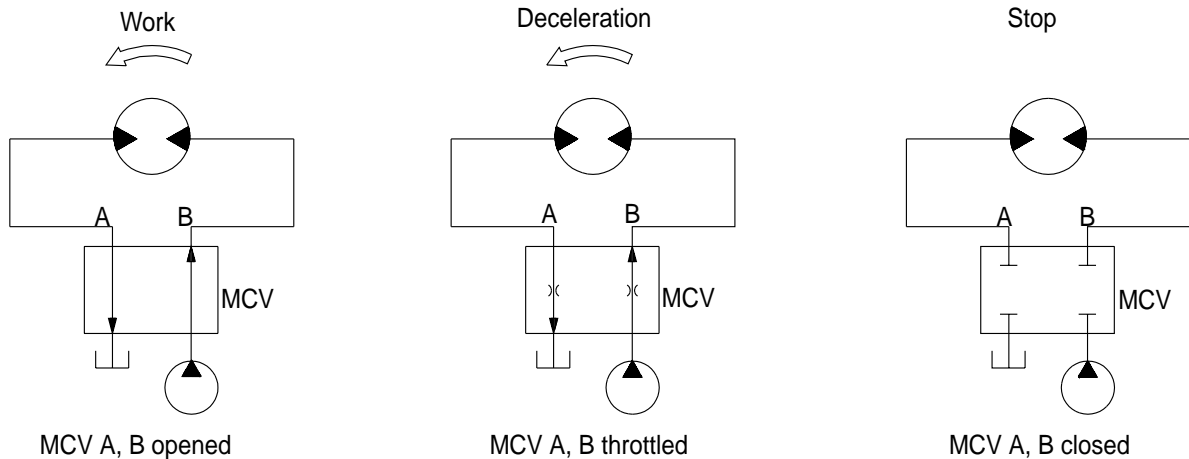 Work
Deceleration
Stop
A
B
MCV
A
B
MCV
A
B
MCV
MCV A, B opened
MCV A, B throttled
MCV A, B closed